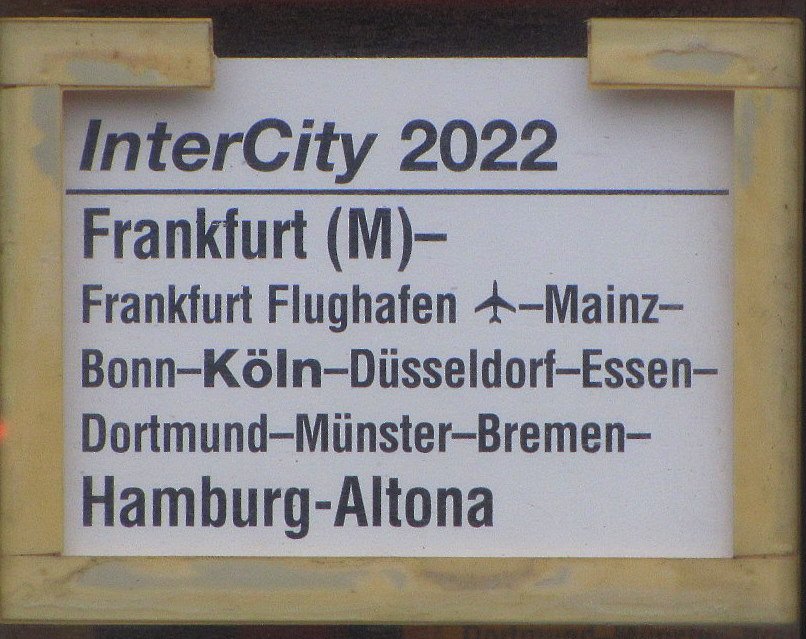 InterCity 2022
Frankfurt (M)–
Frankfurt Flughafen ✈–Mainz–
Bonn–Köln–Düsseldorf–Essen–
Dortmund–Münster–Bremen–
Hamburg-Altona